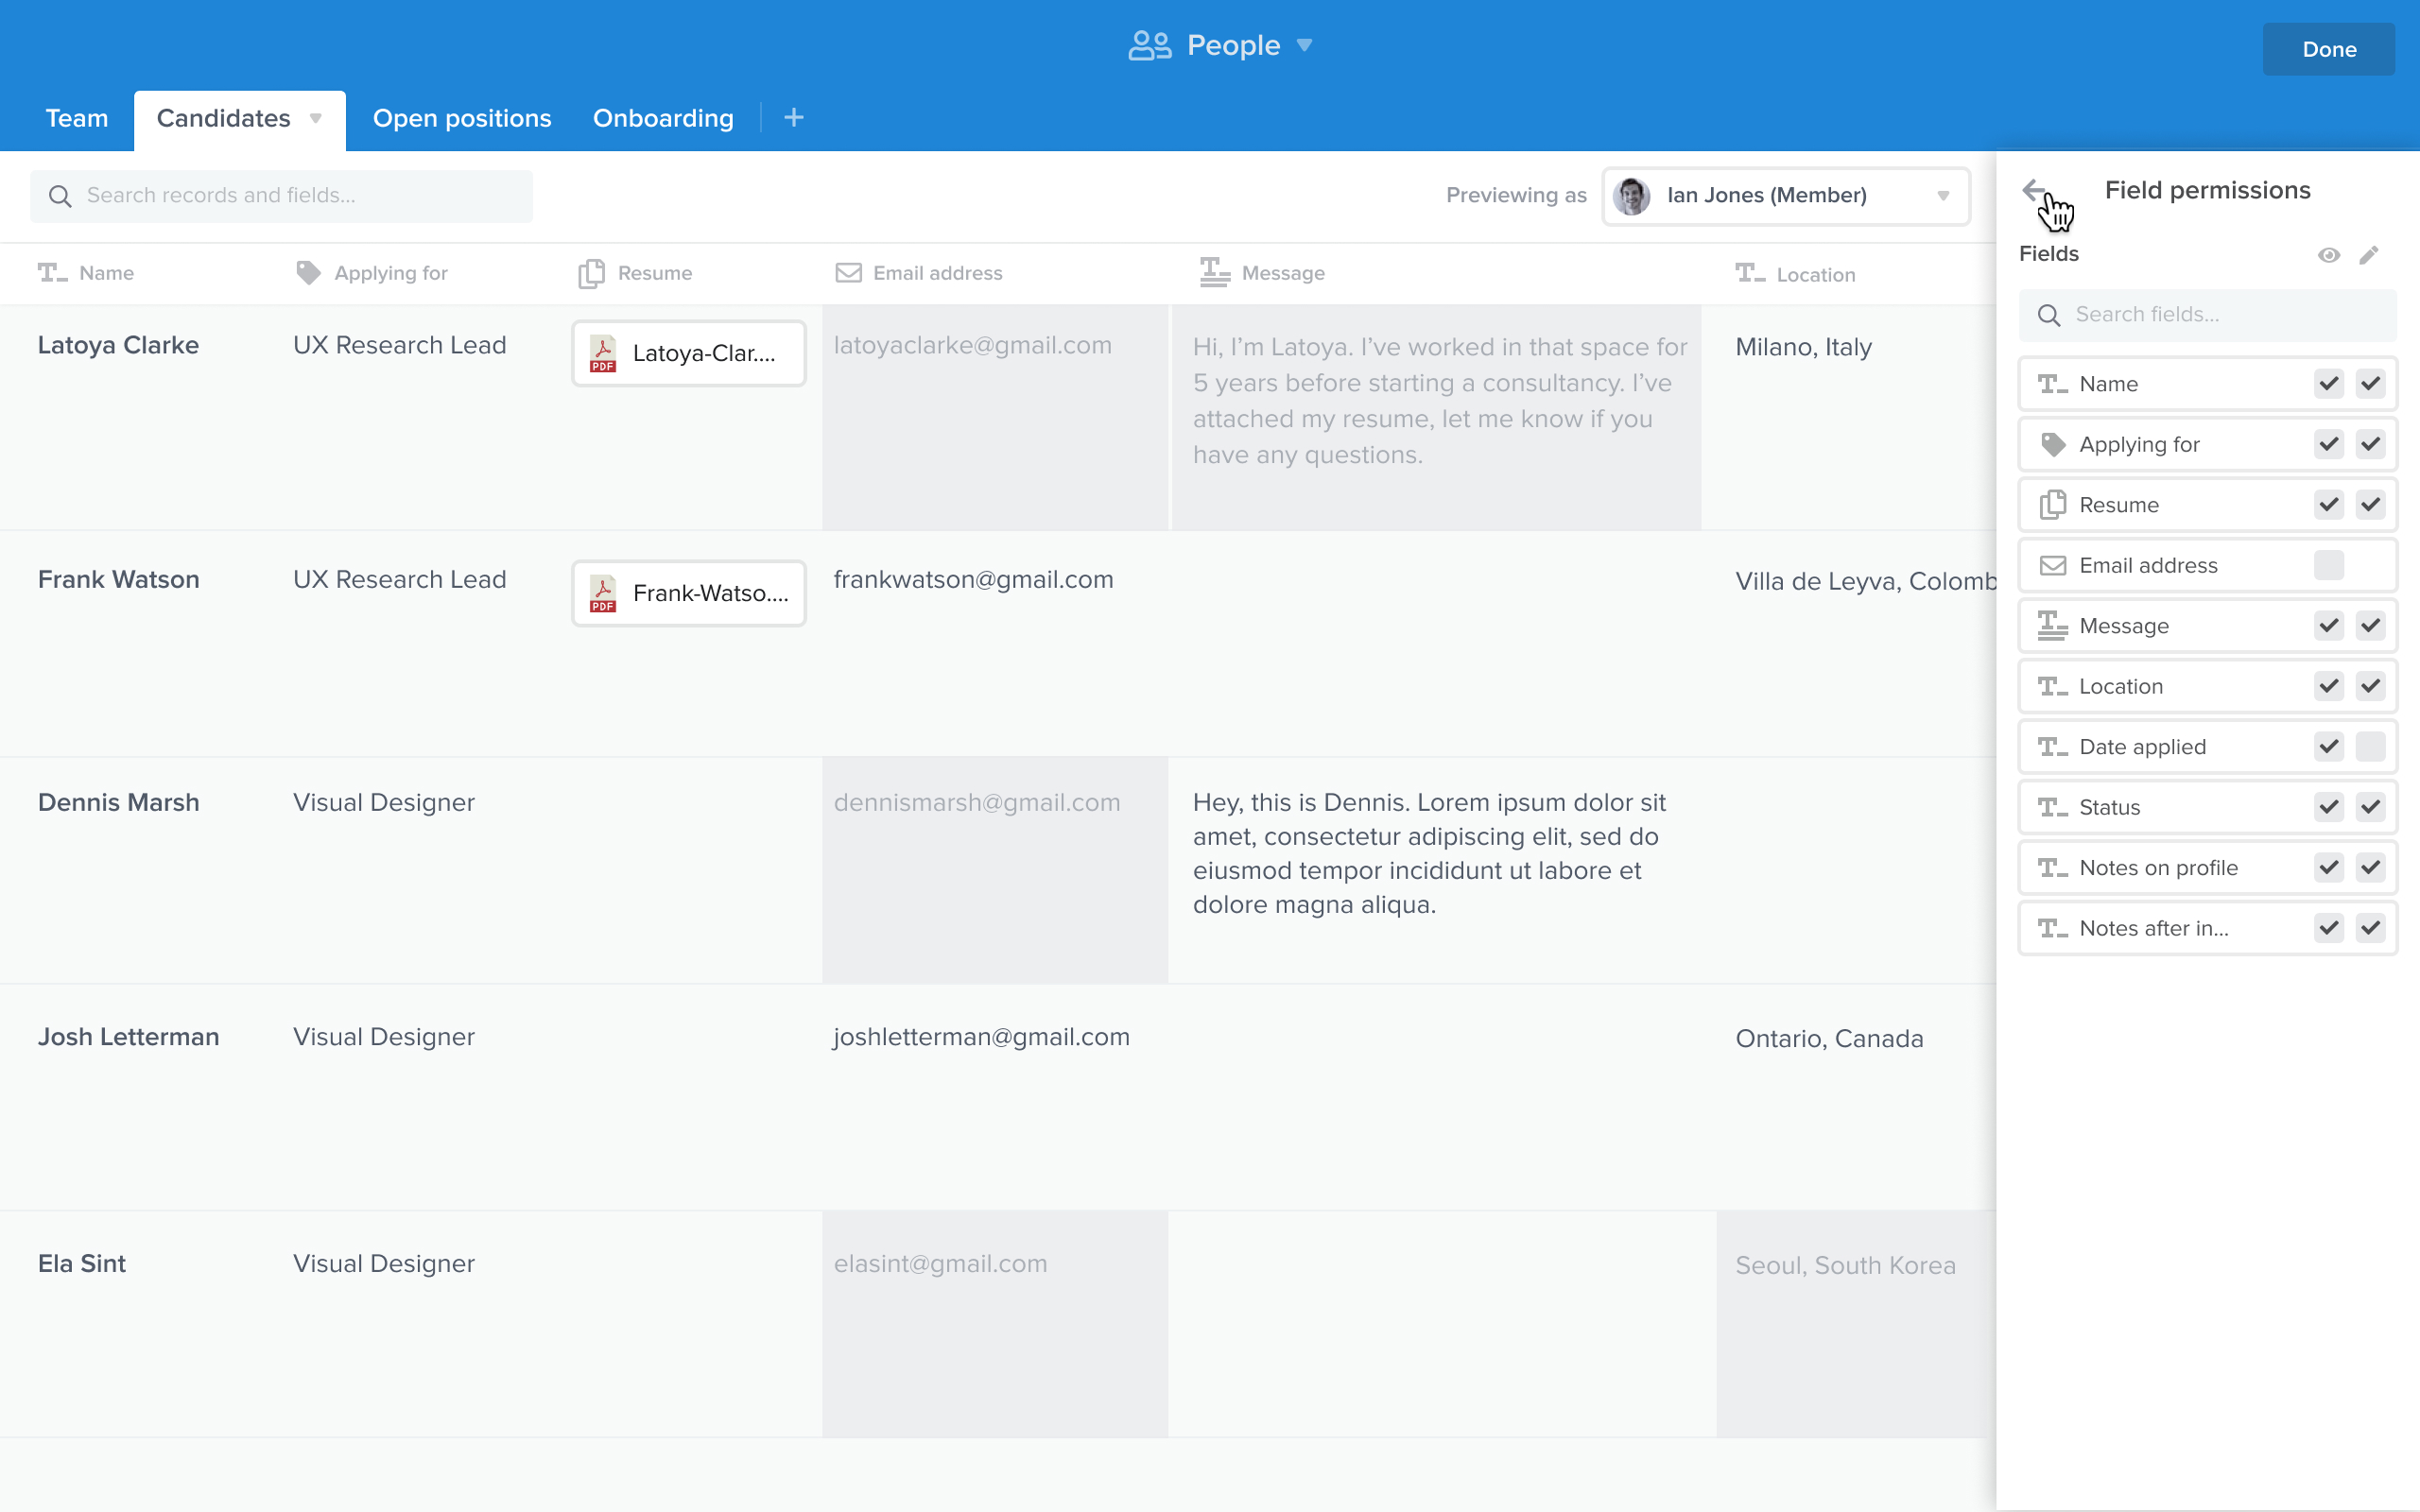 People
Done
Team
Candidates
Open positions
Onboarding
Search records and fields...
Previewing as
Ian Jones (Member)
Name
Applying for
Resume
Email address
Message
Location
Latoya Clarke
UX Research Lead
PDF
Latoya-Clar....
latoyaclarke@gmail.com
Hi, I’m Latoya. I’ve worked in that space for
5 years before starting a consultancy. I’ve
attached my resume, let me know if you
have any questions.
Milano, Italy
Frank Watson
UX Research Lead
PDF
Frank-Watso....
frankwatson@gmail.com
Villa de Leyva, Colomb
Dennis Marsh
Visual Designer
dennismarsh@gmail.com
Hey, this is Dennis. Lorem ipsum dolor sit
amet, consectetur adipiscing elit, sed do
eiusmod tempor incididunt ut labore et
dolore magna aliqua.
Josh Letterman
Visual Designer
joshletterman@gmail.com
Ontario, Canada
Ela Sint
Visual Designer
elasint@gmail.com
Seoul, South Korea
Field permissions
Fields
Search fields...
Name
Applying for
Resume
Email address
Message
Location
Date applied
Status
Notes on profile
Notes after in...